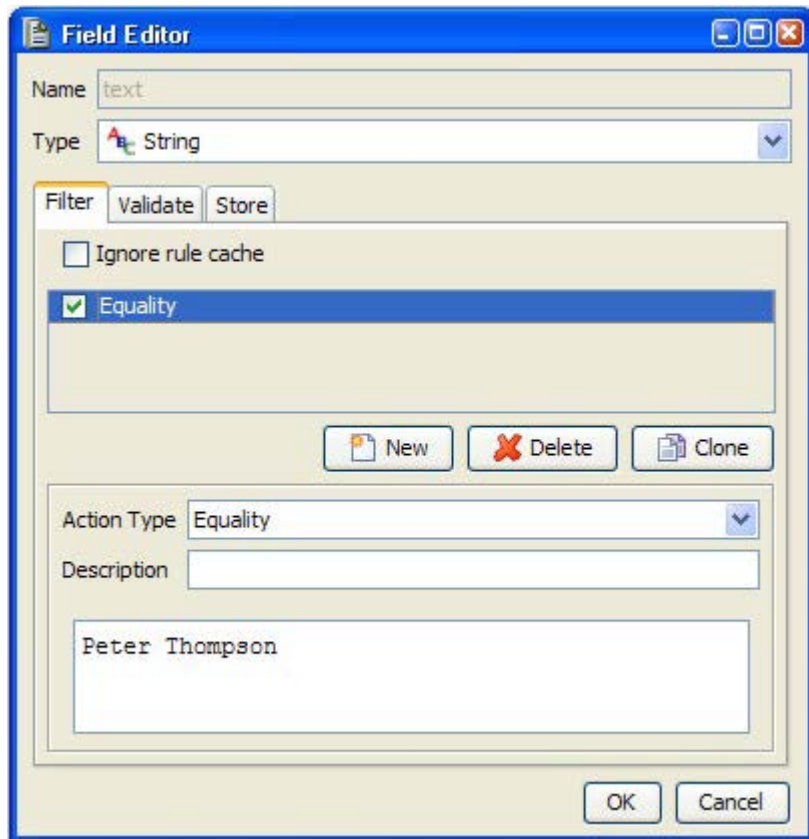 Field Editor
Name text
Type ABC String
Filter Validate Store
Ignore rule cache
Equality
New Delete Clone
Action Type Equality
Description
Peter Thompson
OK Cancel